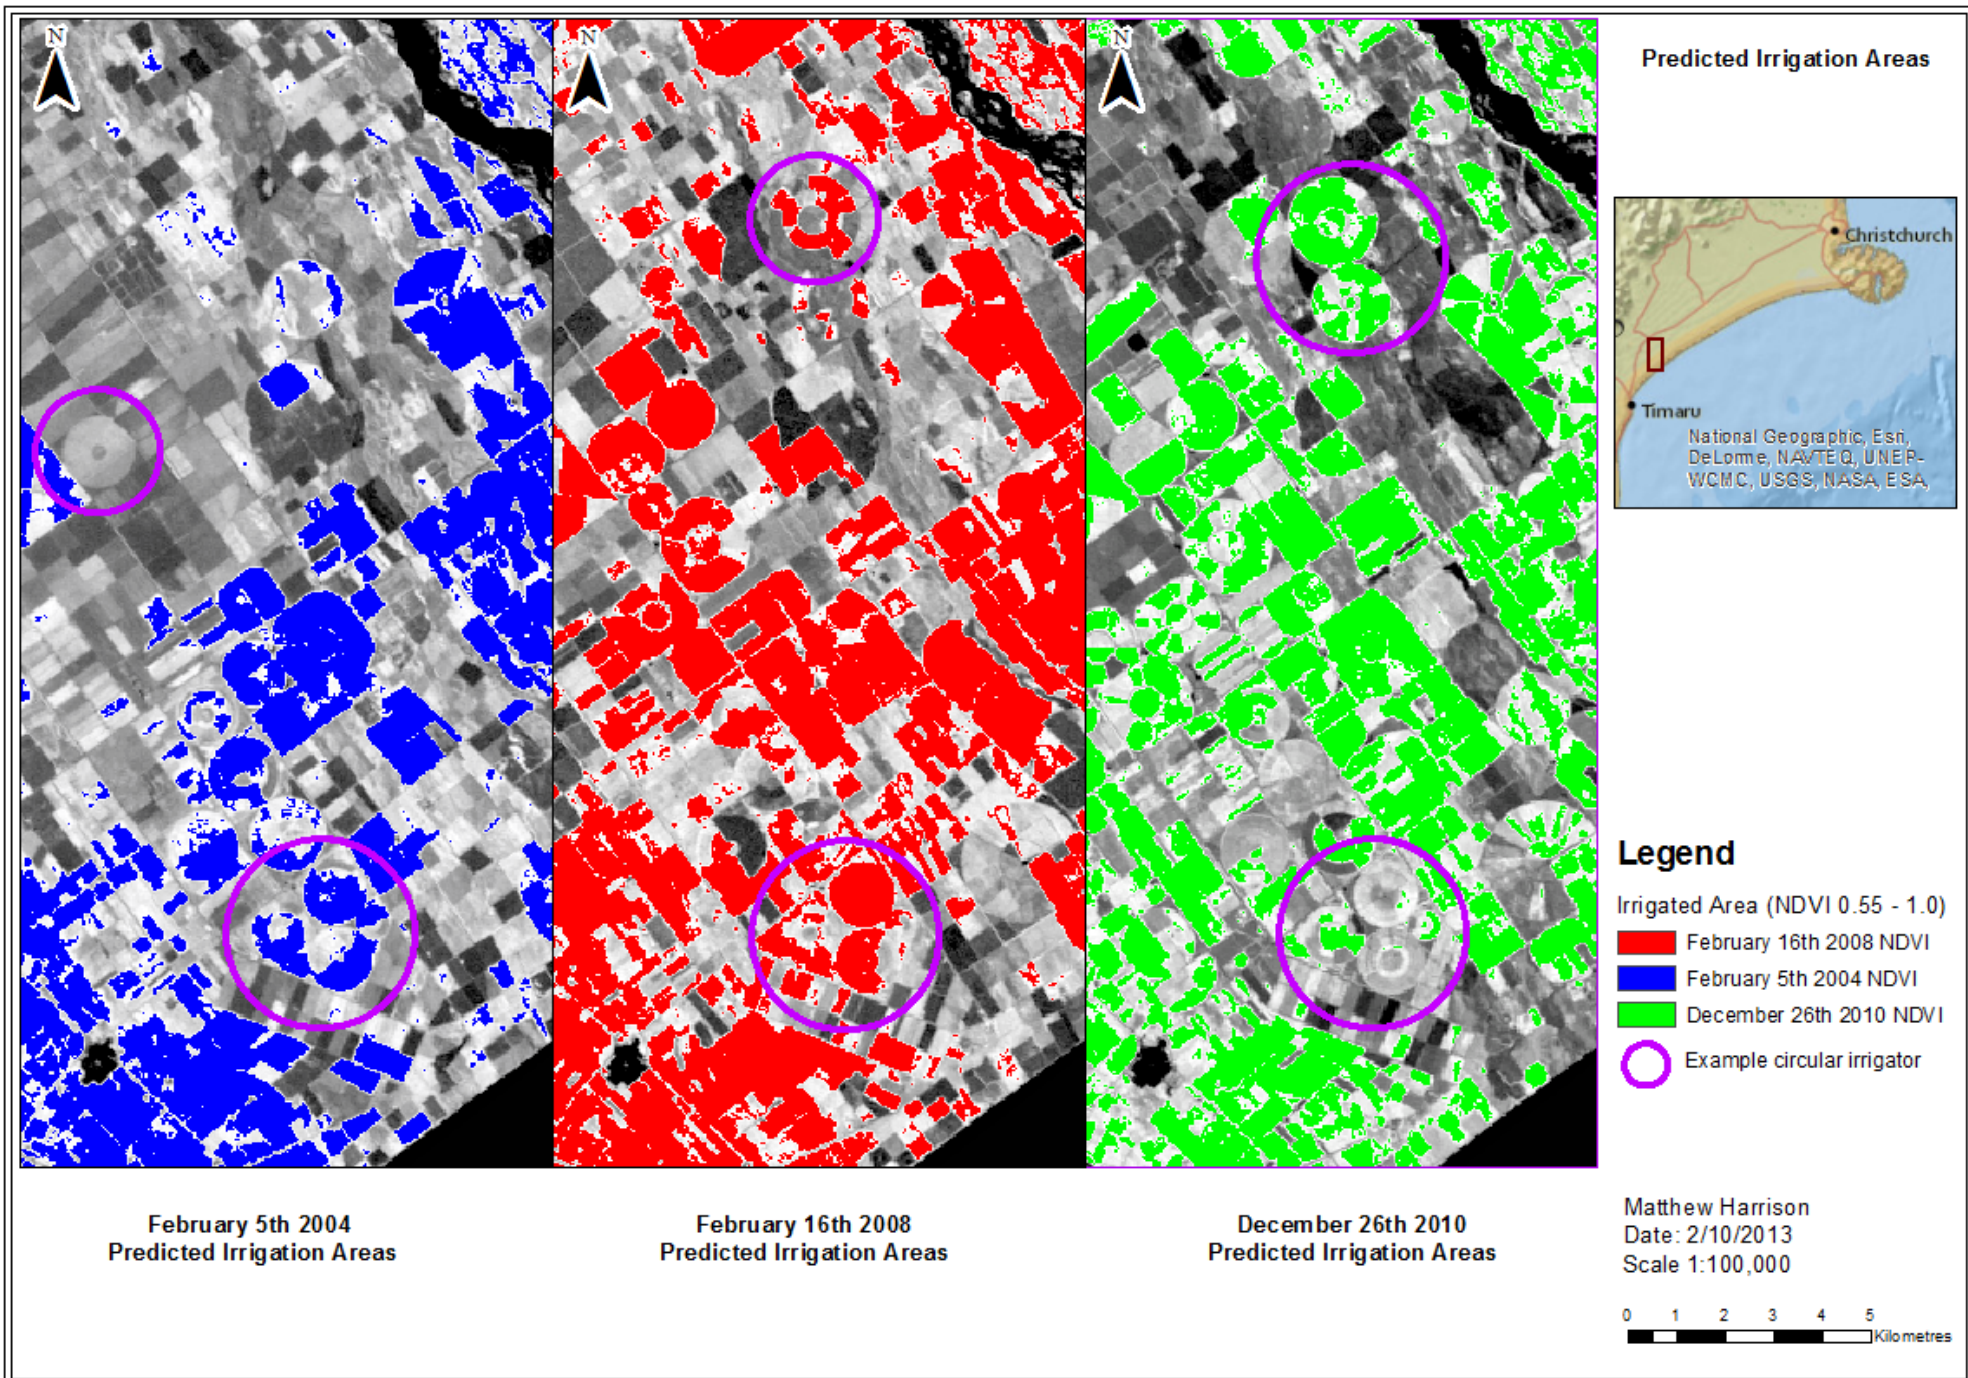 N
N
N
Predicted Irrigation Areas
Christchurch
Timaru
National Geographic, Esri,
DeLorme, NAVTEQ, UNEP-
WCMC, USGS, NASA, ESA,
Legend
Irrigated Area (NDVI 0.55 - 1.0)
February 16th 2008 NDVI
February 5th 2004 NDVI
December 26th 2010 NDVI
Example circular irrigator
February 5th 2004
Predicted Irrigation Areas
February 16th 2008
Predicted Irrigation Areas
December 26th 2010
Predicted Irrigation Areas
Matthew Harrison
Date: 2/10/2013
Scale 1:100,000
0 1 2 3 4 5
Kilometres